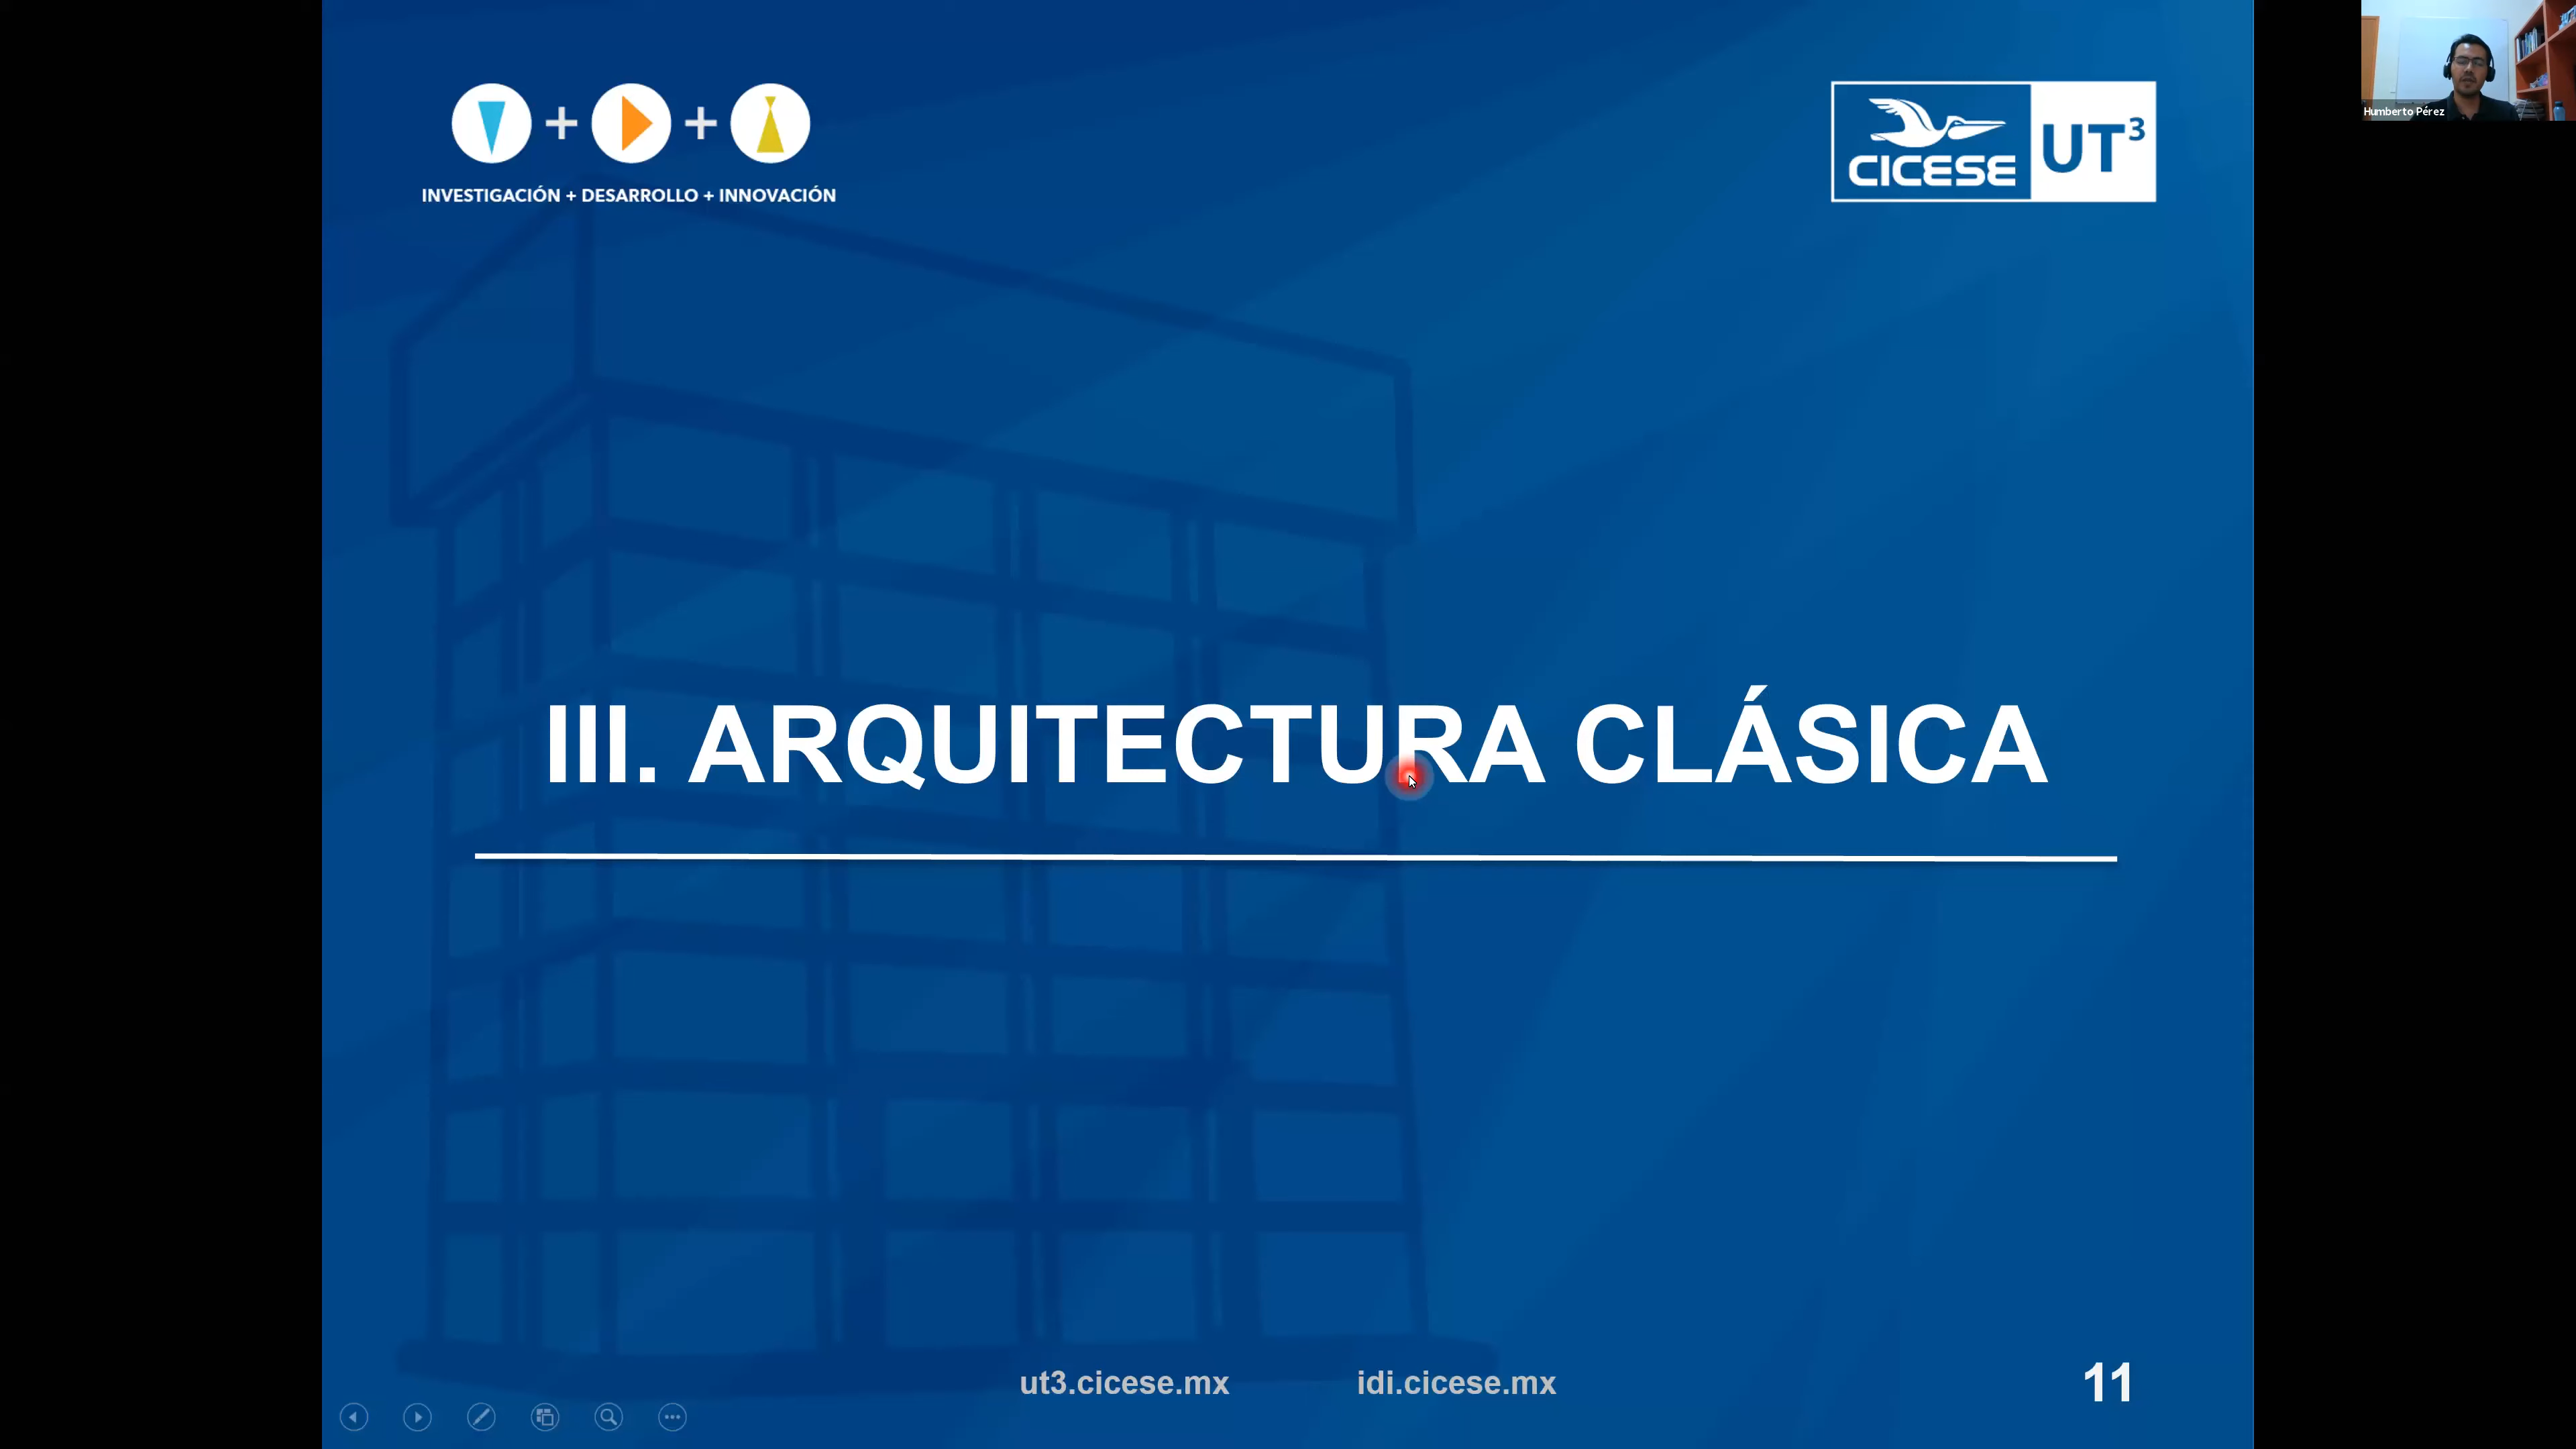 INVESTIGACIÓN + DESARROLLO + INNOVACIÓN
CICESE UT³
Humberto Pérez
III. ARQUITECTURA CLÁSICA
ut3.cicese.mx idi.cicese.mx 11